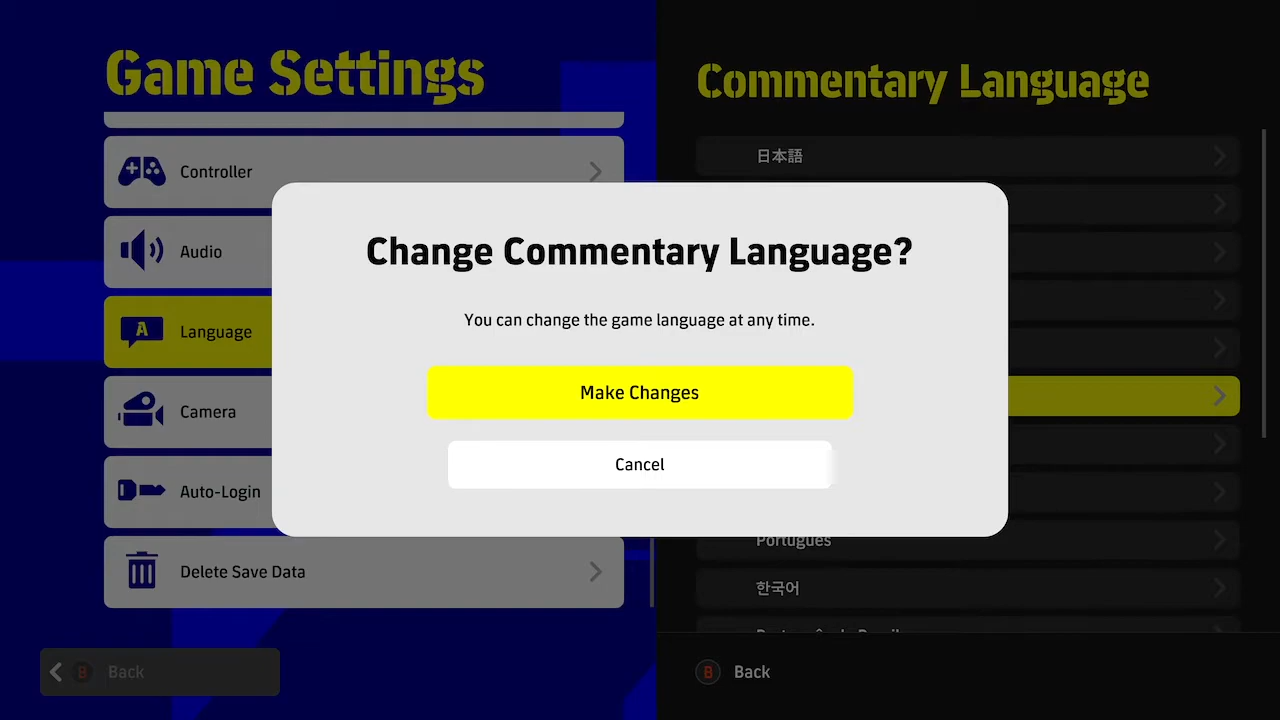 Game Settings
Controller
Audio
A
Language
Camera
Auto-Login
Delete Save Data
B Back
Commentary Language
日本語
Português
한국어
Change Commentary Language?
You can change the game language at any time.
Make Changes
Cancel
B Back